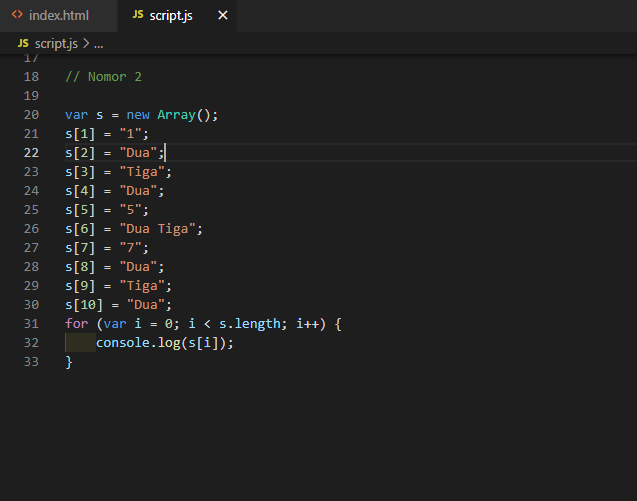 <> index.html JS script.js ×
JS script.js > ...
17
18 // Nomor 2
19
20 var s = new Array();
21 s[1] = "1";
22 s[2] = "Dua";
23 s[3] = "Tiga";
24 s[4] = "Dua";
25 s[5] = "5";
26 s[6] = "Dua Tiga";
27 s[7] = "7";
28 s[8] = "Dua";
29 s[9] = "Tiga";
30 s[10] = "Dua";
31 for (var i = 0; i < s.length; i++) {
32     console.log(s[i]);
33 }